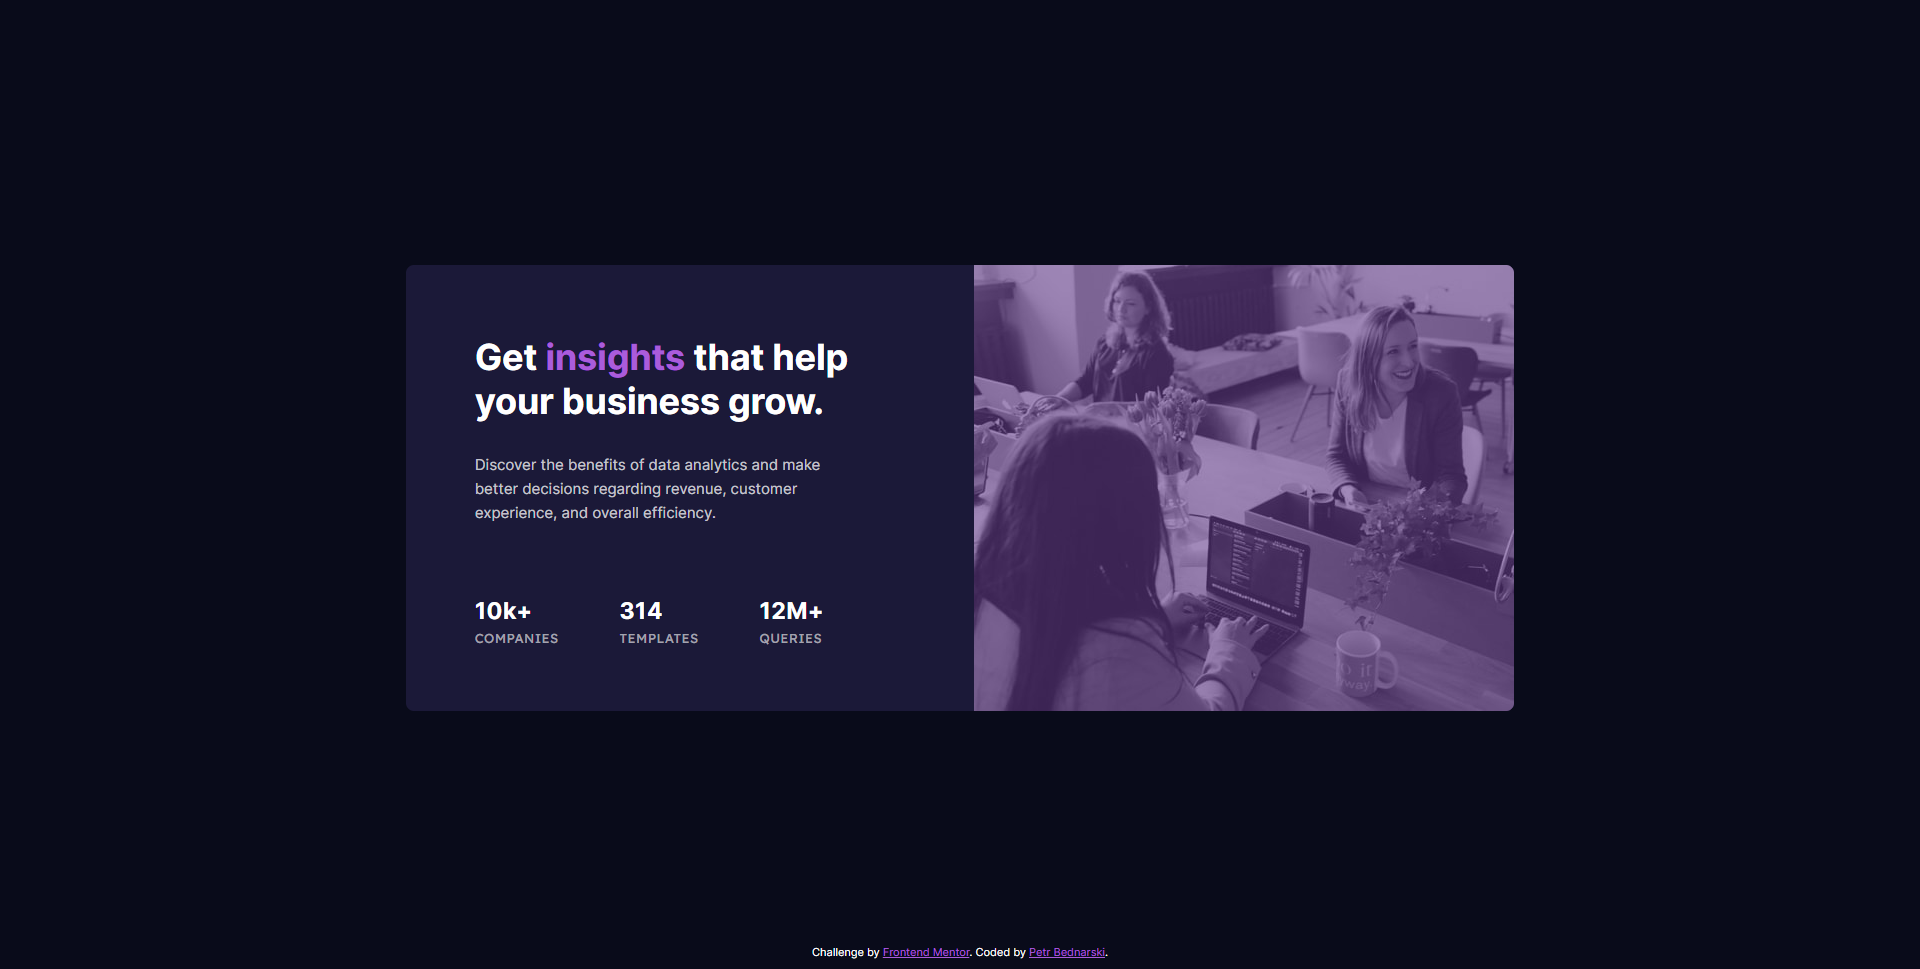 Get insights that help
your business grow.
Discover the benefits of data analytics and make
better decisions regarding revenue, customer
experience, and overall efficiency.
10k+ 314 12M+
COMPANIES TEMPLATES QUERIES
Challenge by Frontend Mentor. Coded by Petr Bednarski.